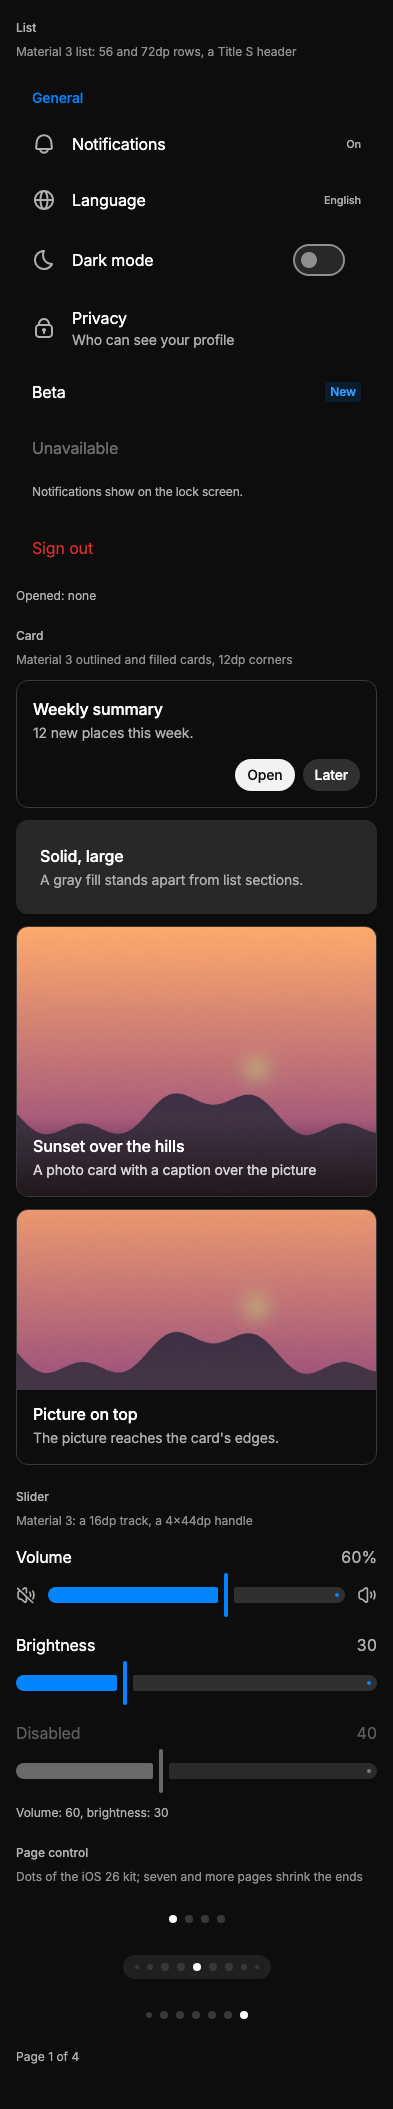 List
Material 3 list: 56 and 72dp rows, a Title S header
General
Notifications On
Language English
Dark mode
Privacy
Who can see your profile
Beta New
Unavailable
Notifications show on the lock screen.
Sign out
Opened: none
Card
Material 3 outlined and filled cards, 12dp corners
Weekly summary
12 new places this week.
Open Later
Solid, large
A gray fill stands apart from list sections.
Sunset over the hills
A photo card with a caption over the picture
Picture on top
The picture reaches the card's edges.
Slider
Material 3: a 16dp track, a 4×44dp handle
Volume 60%
Brightness 30
Disabled 40
Volume: 60, brightness: 30
Page control
Dots of the iOS 26 kit; seven and more pages shrink the ends
Page 1 of 4